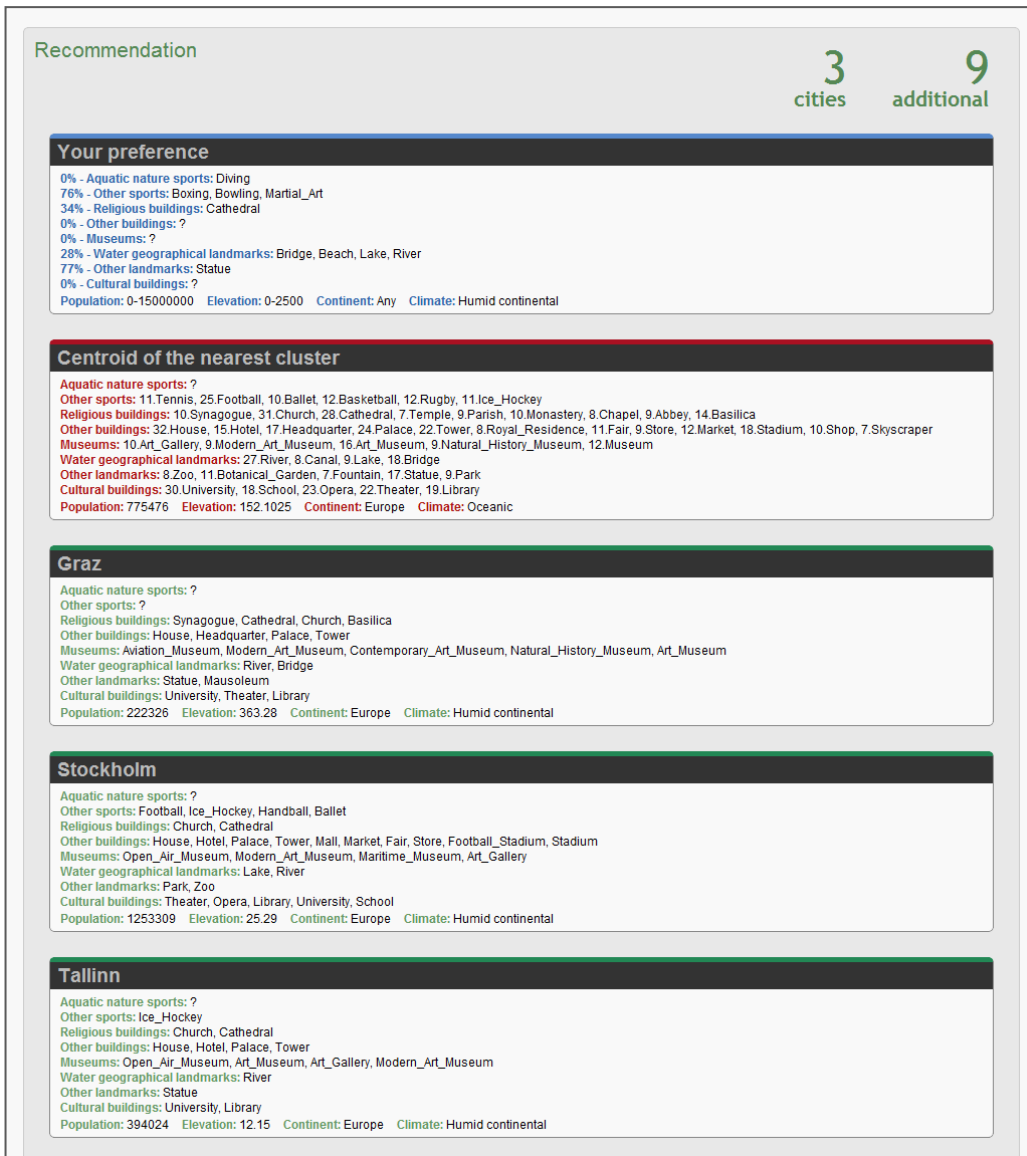 Recommendation
3 cities
9 additional
Your preference
0% - Aquatic nature sports: Diving
76% - Other sports: Boxing, Bowling, Martial_Art
34% - Religious buildings: Cathedral
0% - Other buildings: ?
0% - Museums: ?
28% - Water geographical landmarks: Bridge, Beach, Lake, River
77% - Other landmarks: Statue
0% - Cultural buildings: ?
Population: 0-15000000 Elevation: 0-2500 Continent: Any Climate: Humid continental
Centroid of the nearest cluster
Aquatic nature sports: ?
Other sports: 11.Tennis, 25.Football, 10.Ballet, 12.Basketball, 12.Rugby, 11.Ice_Hockey
Religious buildings: 10.Synagogue, 31.Church, 28.Cathedral, 7.Temple, 9.Parish, 10.Monastery, 8.Chapel, 9.Abbey, 14.Basilica
Other buildings: 32.House, 15.Hotel, 17.Headquarter, 24.Palace, 22.Tower, 8.Royal_Residence, 11.Fair, 9.Store, 12.Market, 18.Stadium, 10.Shop, 7.Skyscraper
Museums: 10.Art_Gallery, 9.Modern_Art_Museum, 16.Art_Museum, 9.Natural_History_Museum, 12.Museum
Water geographical landmarks: 27.River, 8.Canal, 9.Lake, 18.Bridge
Other landmarks: 8.Zoo, 11.Botanical_Garden, 7.Fountain, 17.Statue, 9.Park
Cultural buildings: 30.University, 18.School, 23.Opera, 22.Theater, 19.Library
Population: 775476 Elevation: 152.1025 Continent: Europe Climate: Oceanic
Graz
Aquatic nature sports: ?
Other sports: ?
Religious buildings: Synagogue, Cathedral, Church, Basilica
Other buildings: House, Headquarter, Palace, Tower
Museums: Aviation_Museum, Modern_Art_Museum, Contemporary_Art_Museum, Natural_History_Museum, Art_Museum
Water geographical landmarks: River, Bridge
Other landmarks: Statue, Mausoleum
Cultural buildings: University, Theater, Library
Population: 222326 Elevation: 363.28 Continent: Europe Climate: Humid continental
Stockholm
Aquatic nature sports: ?
Other sports: Football, Ice_Hockey, Handball, Ballet
Religious buildings: Church, Cathedral
Other buildings: House, Hotel, Palace, Tower, Mall, Market, Fair, Store, Football_Stadium, Stadium
Museums: Open_Air_Museum, Modern_Art_Museum, Maritime_Museum, Art_Gallery
Water geographical landmarks: Lake, River
Other landmarks: Park, Zoo
Cultural buildings: Theater, Opera, Library, University, School
Population: 1253309 Elevation: 25.29 Continent: Europe Climate: Humid continental
Tallinn
Aquatic nature sports: ?
Other sports: Ice_Hockey
Religious buildings: Church, Cathedral
Other buildings: House, Hotel, Palace, Tower
Museums: Open_Air_Museum, Art_Museum, Art_Gallery, Modern_Art_Museum
Water geographical landmarks: River
Other landmarks: Statue
Cultural buildings: University, Library
Population: 394024 Elevation: 12.15 Continent: Europe Climate: Humid continental